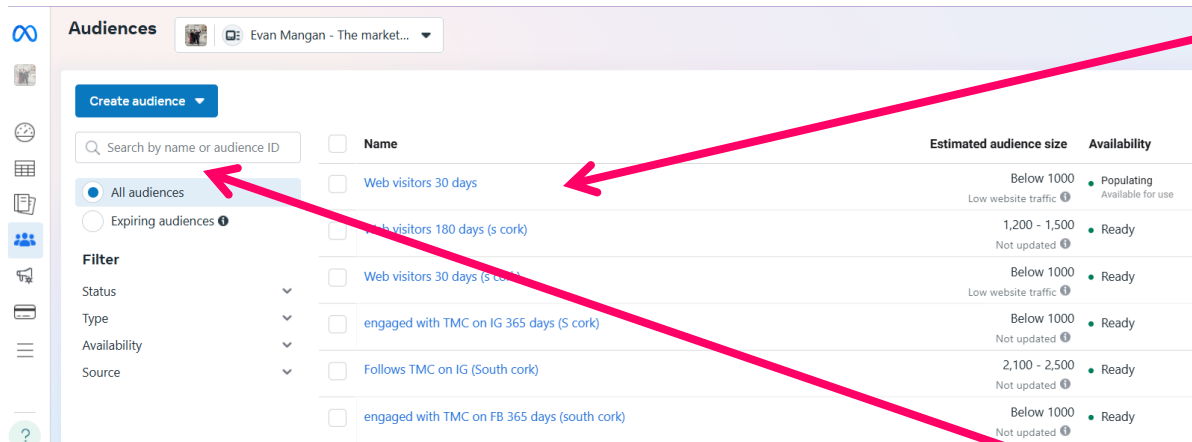 Audiences
Evan Mangan - The market...
Create audience
Search by name or audience ID
All audiences
Expiring audiences
Filter
Status
Type
Availability
Source
Name Estimated audience size Availability
Web visitors 30 days Below 1000 Populating
Low website traffic Available for use
Web visitors 180 days (s cork) 1,200 - 1,500 Ready
Not updated
Web visitors 30 days (s cork) Below 1000 Ready
Low website traffic
engaged with TMC on IG 365 days (S cork) Below 1000 Ready
Not updated
Follows TMC on IG (South cork) 2,100 - 2,500 Ready
Not updated
engaged with TMC on FB 365 days (south cork) Below 1000 Ready
Not updated
?